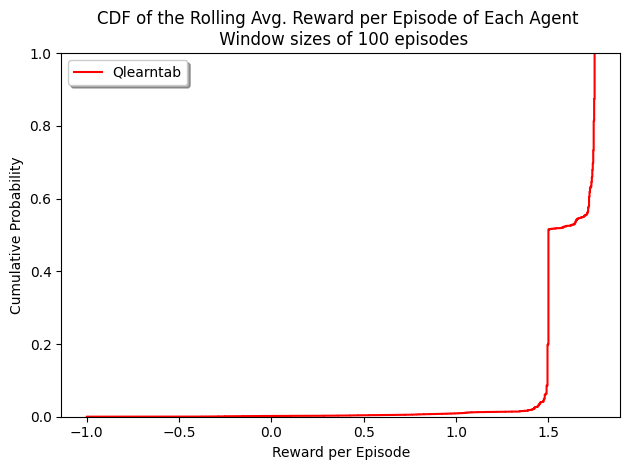 CDF of the Rolling Avg. Reward per Episode of Each Agent
Window sizes of 100 episodes
Qlearntab
Cumulative Probability
1.0
0.8
0.6
0.4
0.2
0.0
−1.0 −0.5 0.0 0.5 1.0 1.5
Reward per Episode